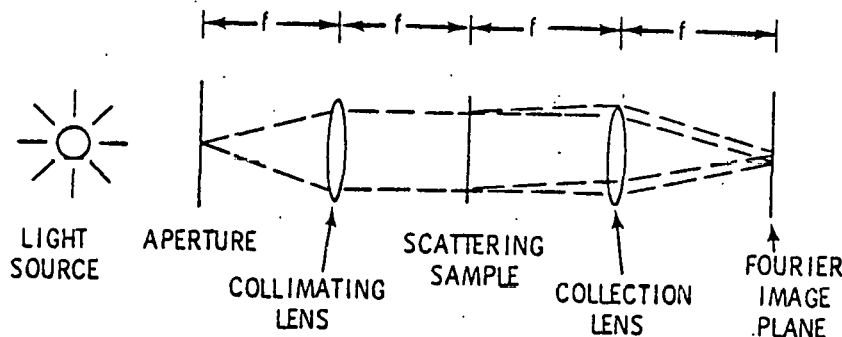 f f f f
LIGHT
SOURCE
APERTURE
COLLIMATING
LENS
SCATTERING
SAMPLE
COLLECTION
LENS
FOURIER
IMAGE
PLANE